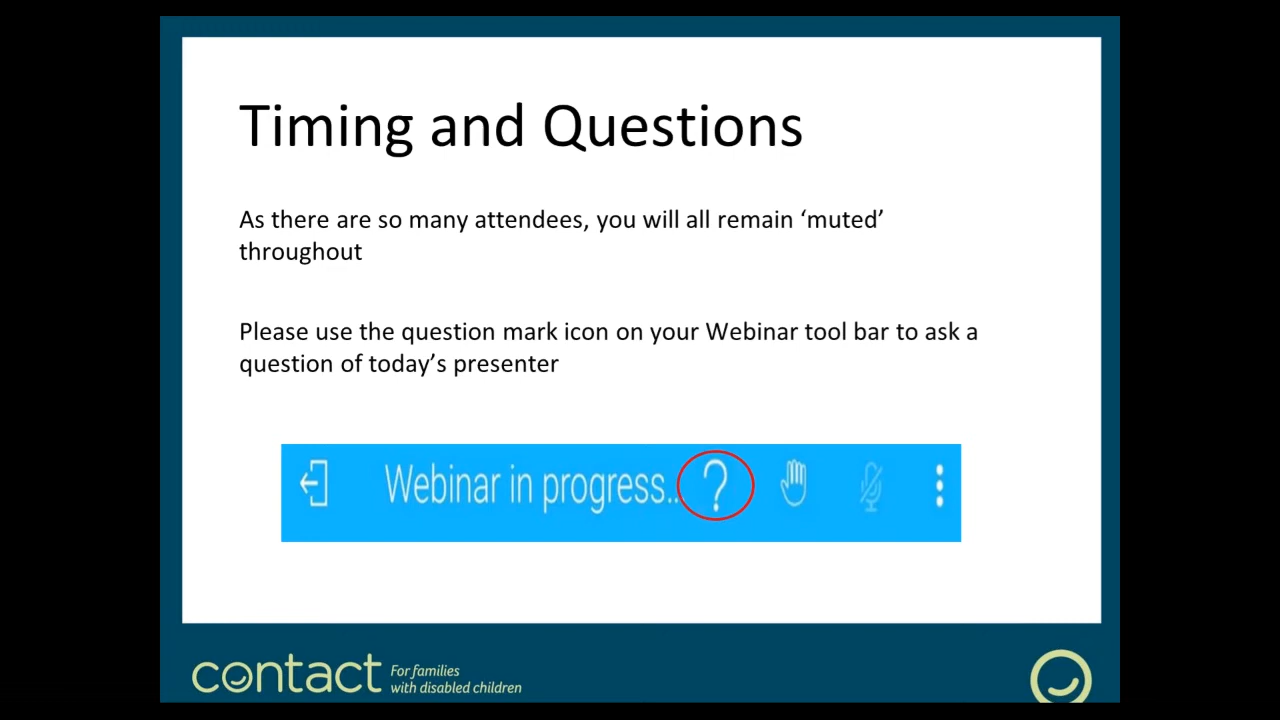 Timing and Questions
As there are so many attendees, you will all remain ‘muted’
throughout
Please use the question mark icon on your Webinar tool bar to ask a
question of today’s presenter
Webinar in progress.. ?
contact For families
with disabled children